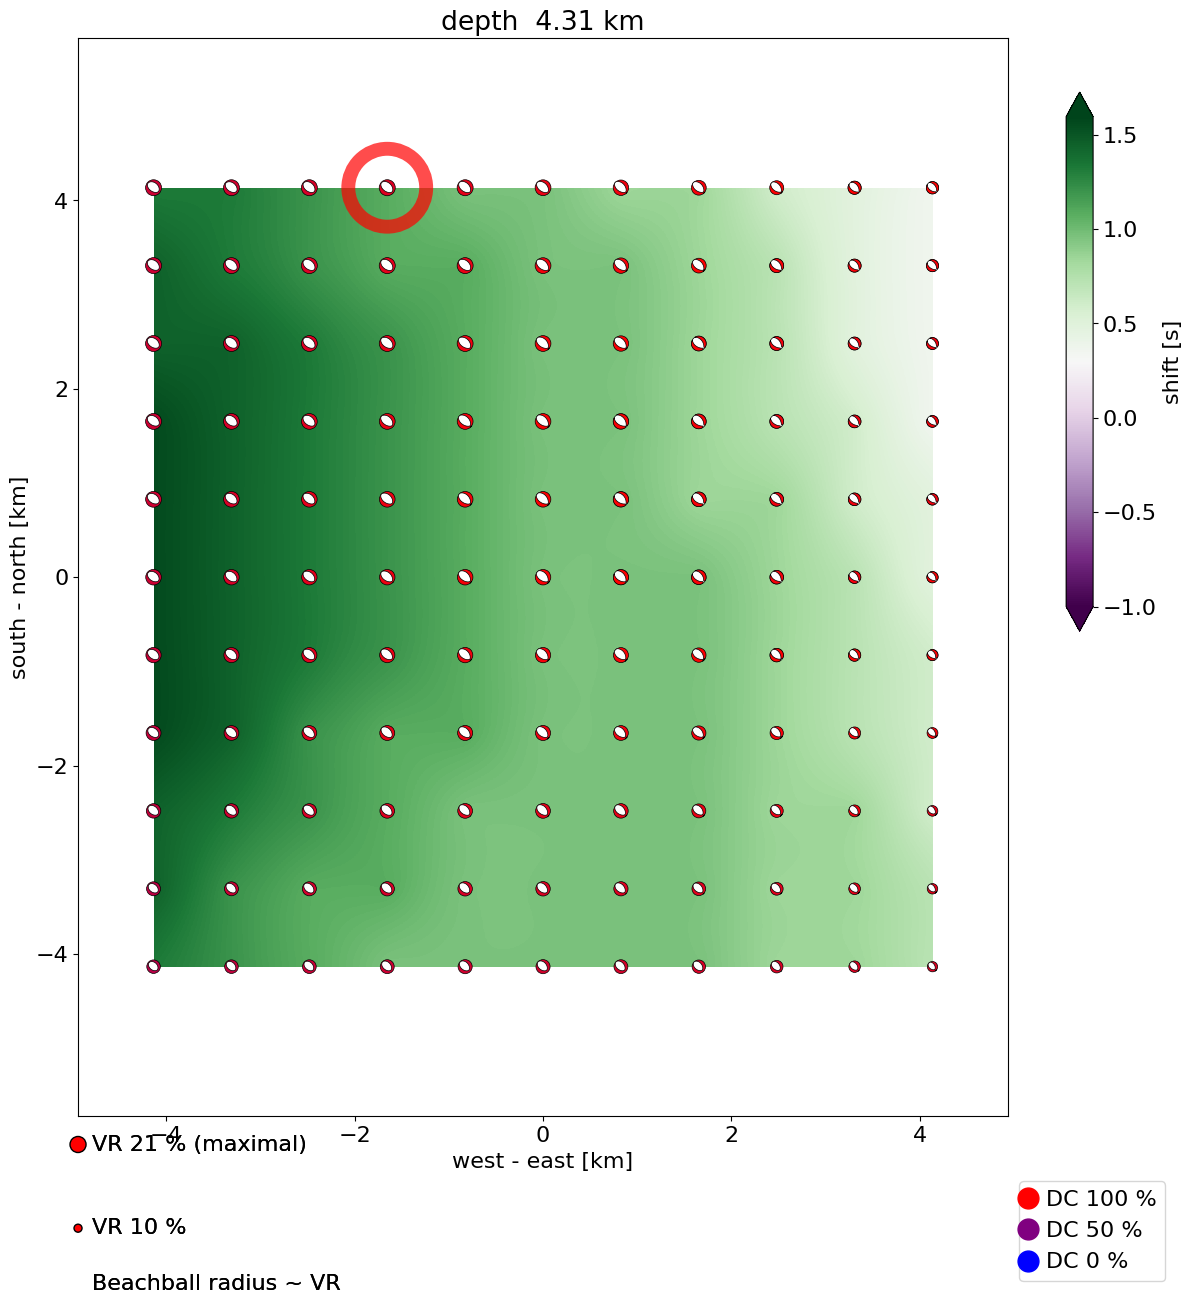 depth  4.31 km
4
2
0
−2
−4
south - north [km]
−4
−2
0
2
4
west - east [km]
1.5
1.0
0.5
0.0
−0.5
−1.0
shift [s]
VR 21 % (maximal)
VR 10 %
Beachball radius ~ VR
DC 100 %
DC 50 %
DC 0 %